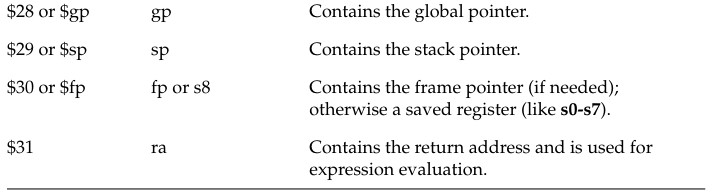 $28 or $gp gp Contains the global pointer.
$29 or $sp sp Contains the stack pointer.
$30 or $fp fp or s8 Contains the frame pointer (if needed);
otherwise a saved register (like s0-s7).
$31 ra Contains the return address and is used for
expression evaluation.